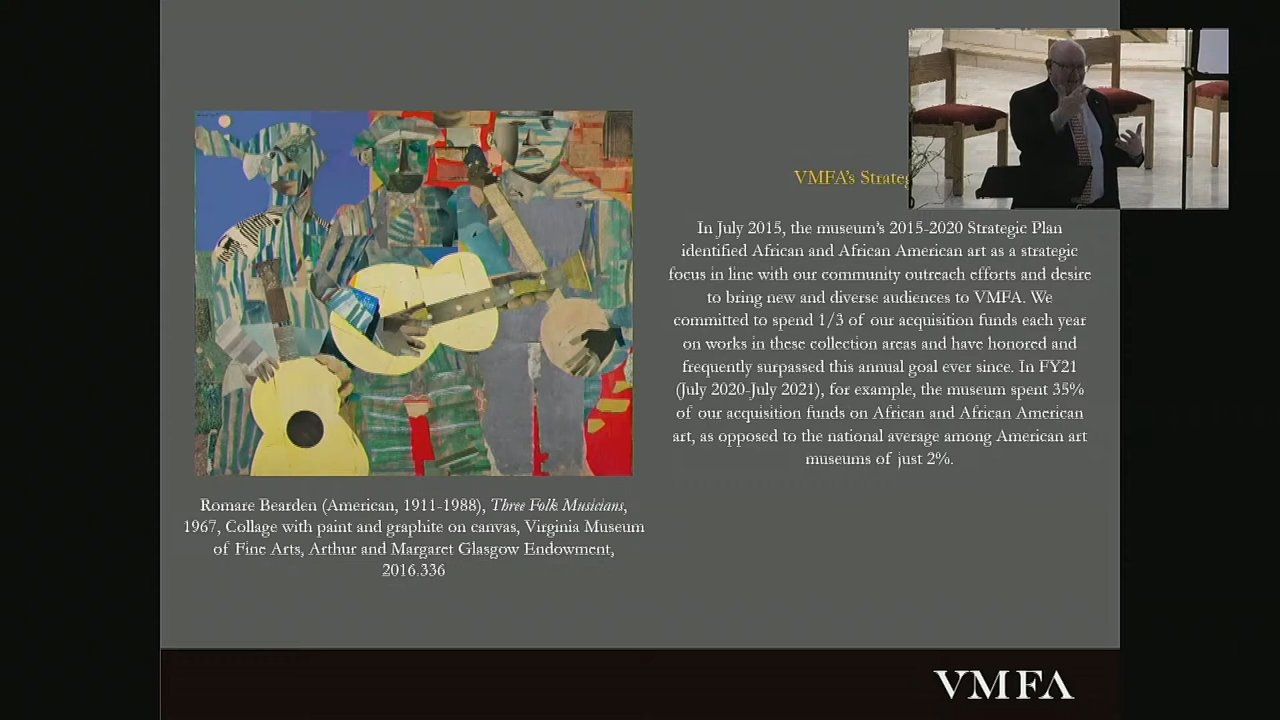 VMFA's
In July 2015, the museum's 2015-2020 Strategic Plan
identified African and African American art as a strategic
focus in line with our community outreach efforts and desire
to bring new and diverse audiences to VMFA. We
committed to spend 1/3 of our acquisition funds each year
on works in these collection areas and have honored and
frequently surpassed this annual goal ever since. In FY21
(July 2020-July 2021), for example, the museum spent 35%
of our acquisition funds on African and African American
art, as opposed to the national average among American art
museums of just 2%.
Romare Bearden (American, 1911-1988), Three Folk Musicians,
1967, Collage with paint and graphite on canvas, Virginia Museum
of Fine Arts, Arthur and Margaret Glasgow Endowment,
2016.336
VMFA